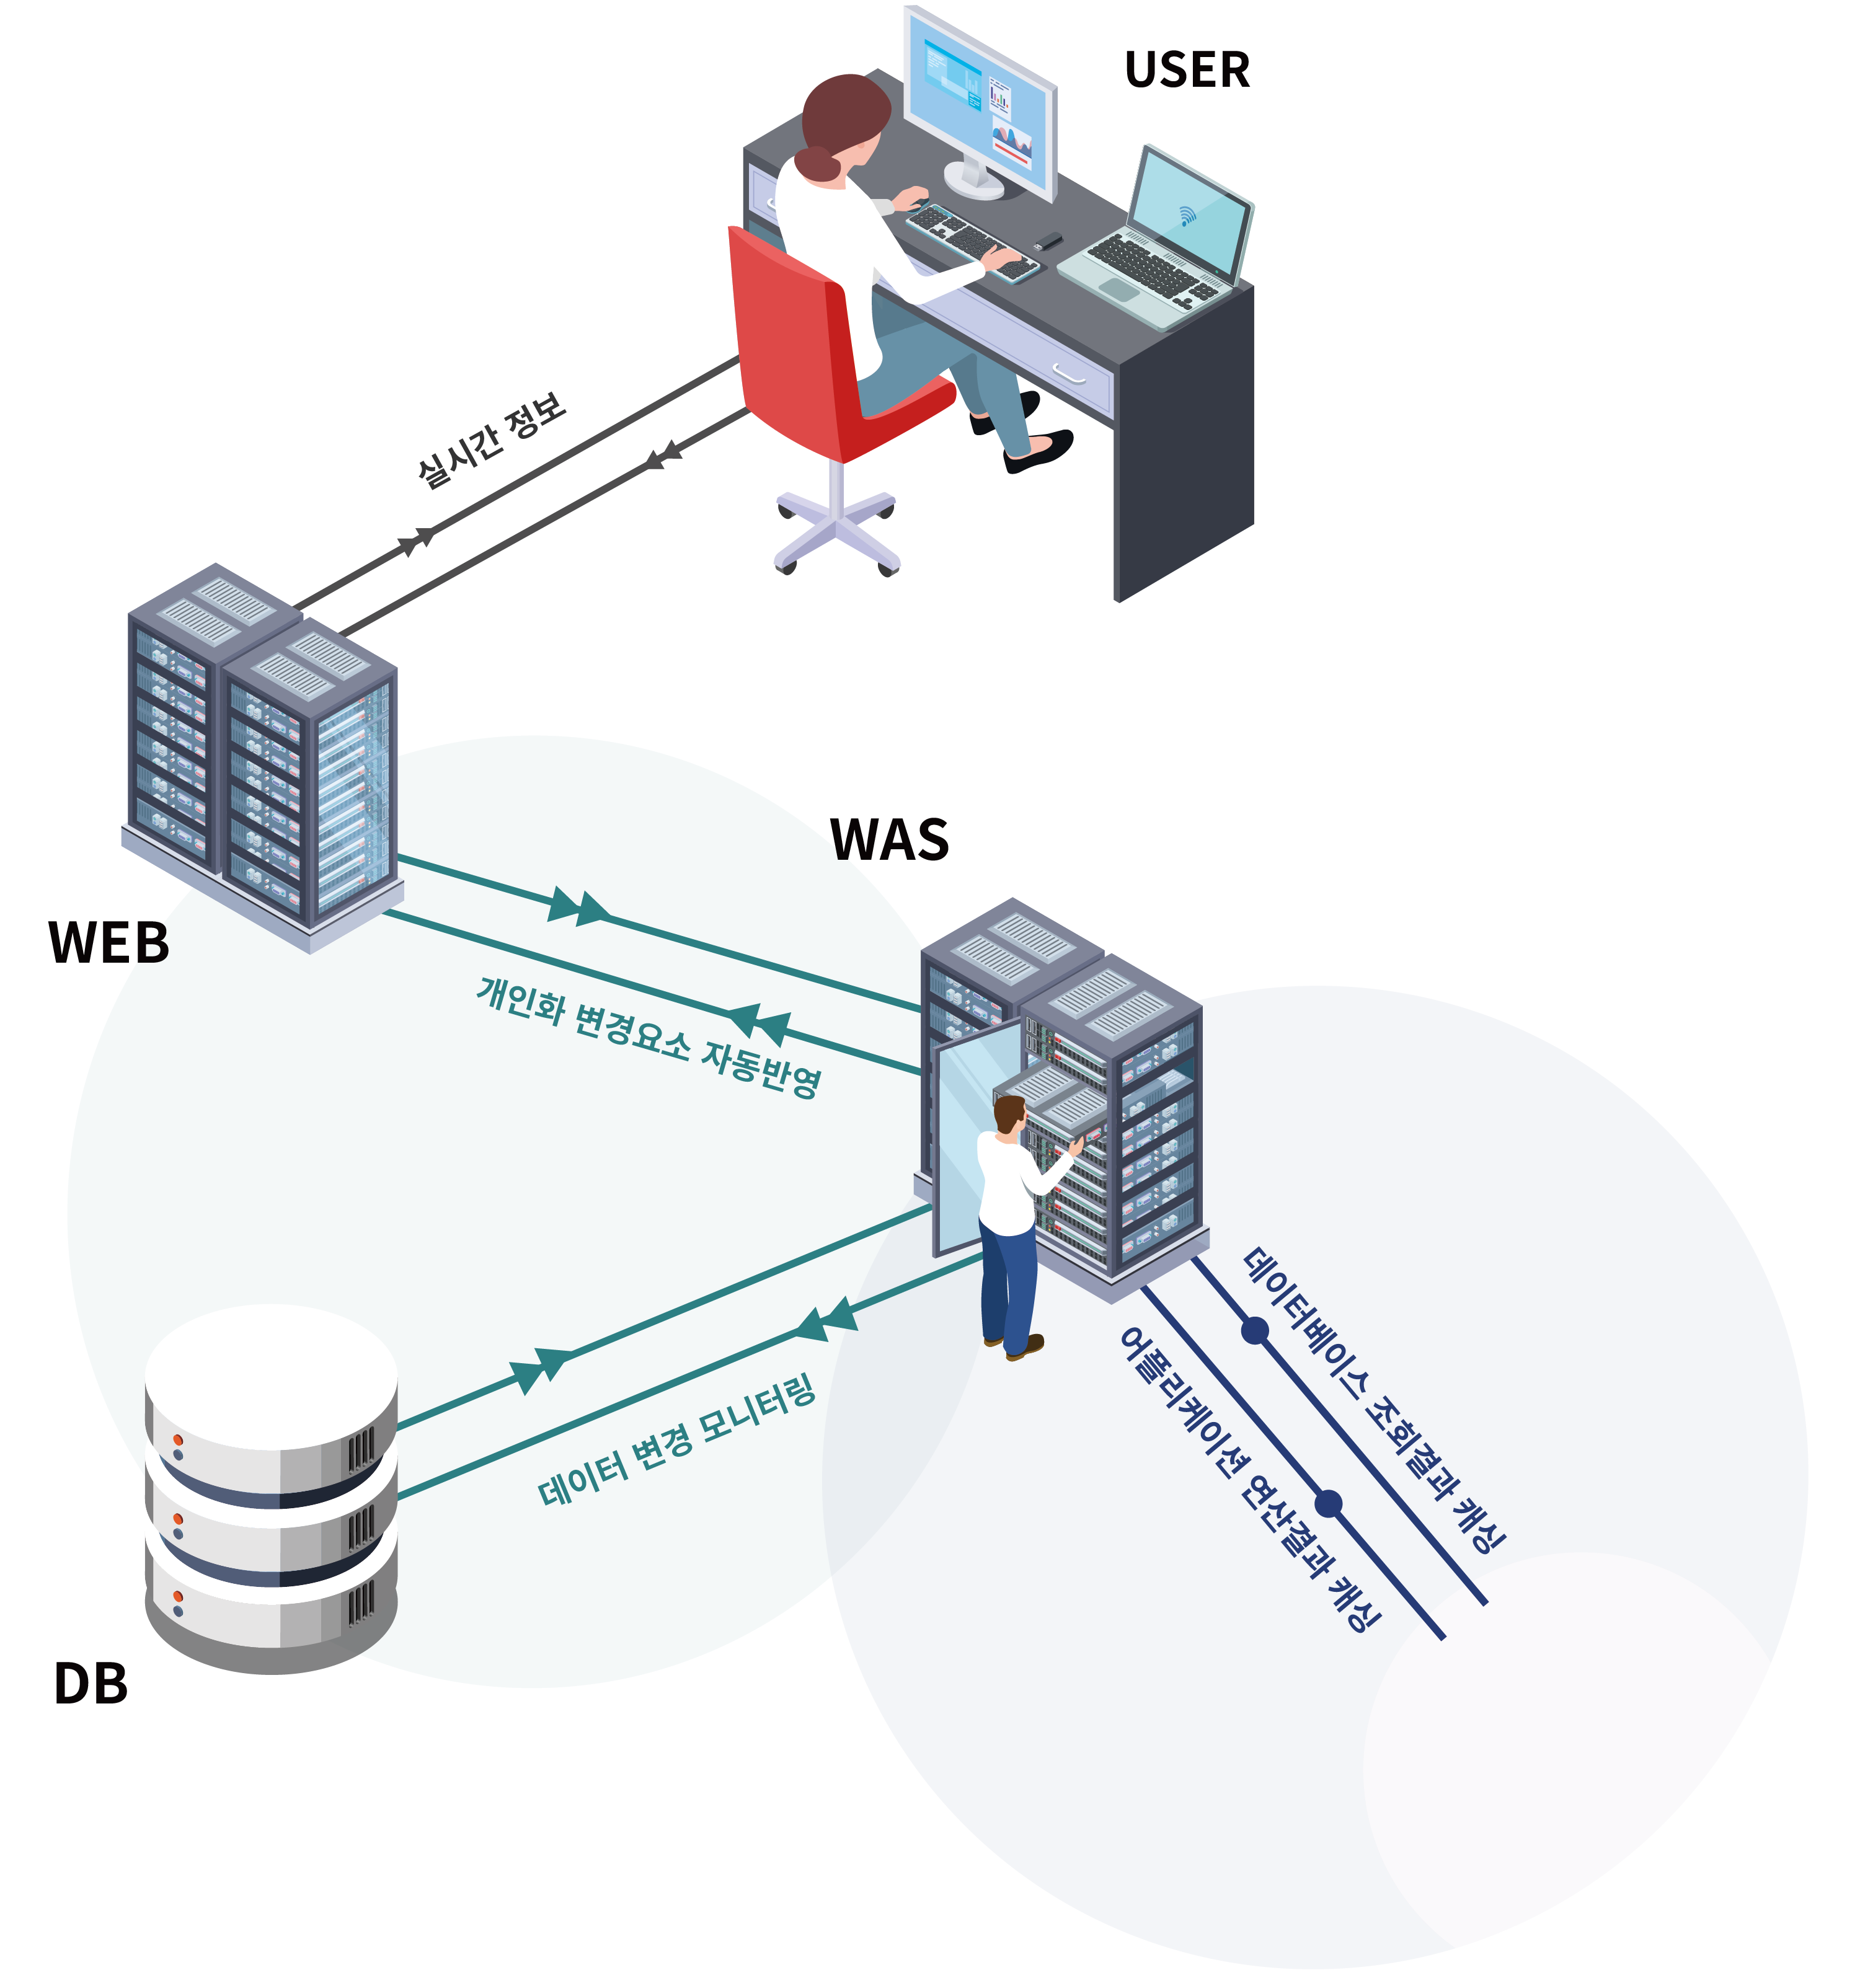 USER
실시간 정보
WAS
WEB
개인화 변경요소 자동반영
데이터베이스 조회결과 캐싱
어플리케이션 연산결과 캐싱
데이터 변경 모니터링
DB